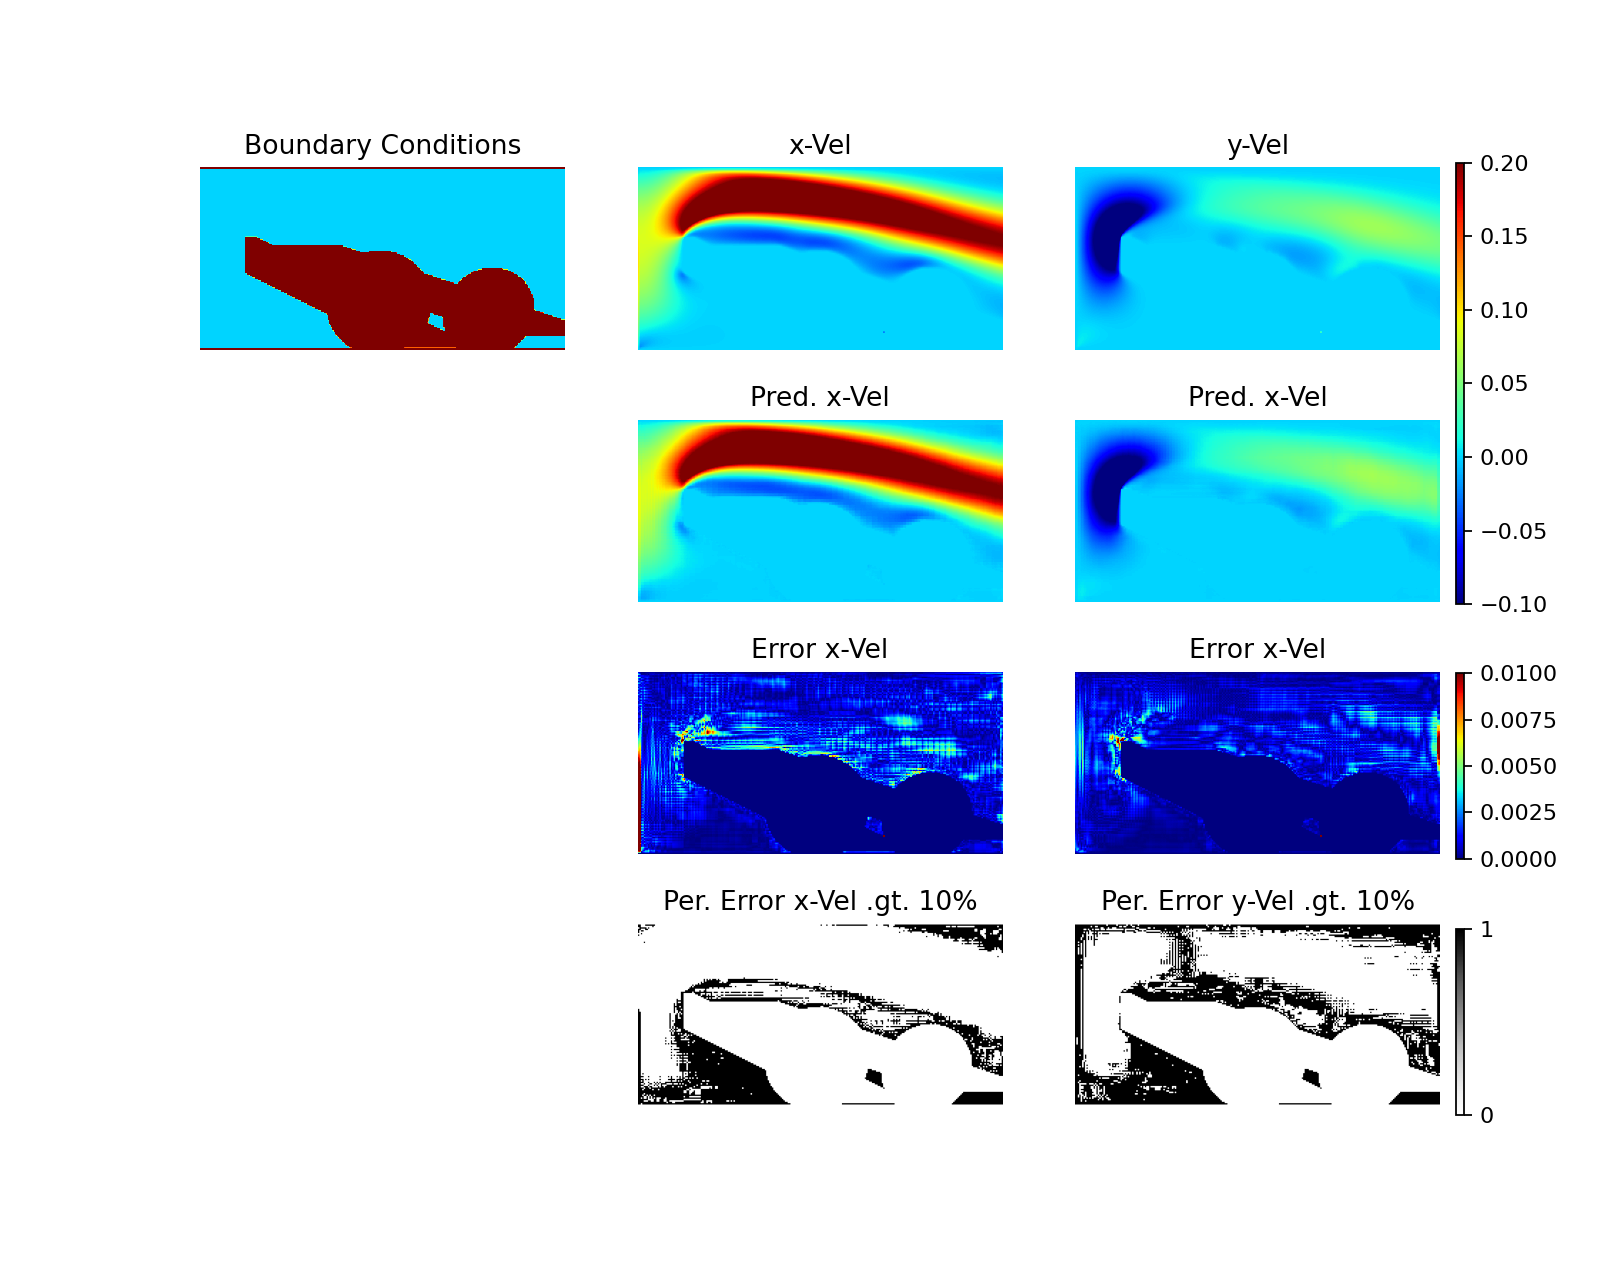 Boundary Conditions
x-Vel
y-Vel
0.20
0.15
0.10
0.05
0.00
−0.05
−0.10
Pred. x-Vel
Pred. x-Vel
Error x-Vel
Error x-Vel
0.0100
0.0075
0.0050
0.0025
0.0000
Per. Error x-Vel .gt. 10%
Per. Error y-Vel .gt. 10%
1
0